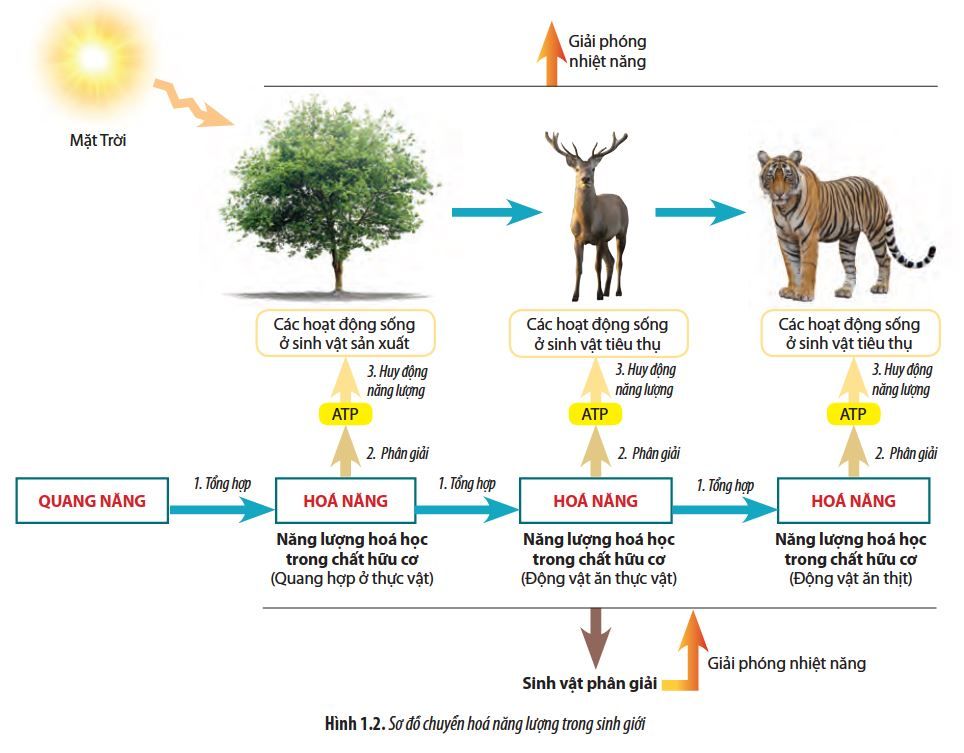 Giải phóng
nhiệt năng
Mặt Trời
Các hoạt động sống
ở sinh vật sản xuất
Các hoạt động sống
ở sinh vật tiêu thụ
Các hoạt động sống
ở sinh vật tiêu thụ
3. Huy động
năng lượng
3. Huy động
năng lượng
3. Huy động
năng lượng
ATP
ATP
ATP
2. Phân giải
2. Phân giải
2. Phân giải
QUANG NĂNG
1. Tổng hợp
HOÁ NĂNG
1. Tổng hợp
HOÁ NĂNG
1. Tổng hợp
HOÁ NĂNG
Năng lượng hoá học
trong chất hữu cơ
(Quang hợp ở thực vật)
Năng lượng hoá học
trong chất hữu cơ
(Động vật ăn thực vật)
Năng lượng hoá học
trong chất hữu cơ
(Động vật ăn thịt)
Sinh vật phân giải
Giải phóng nhiệt năng
Hình 1.2. Sơ đồ chuyển hoá năng lượng trong sinh giới